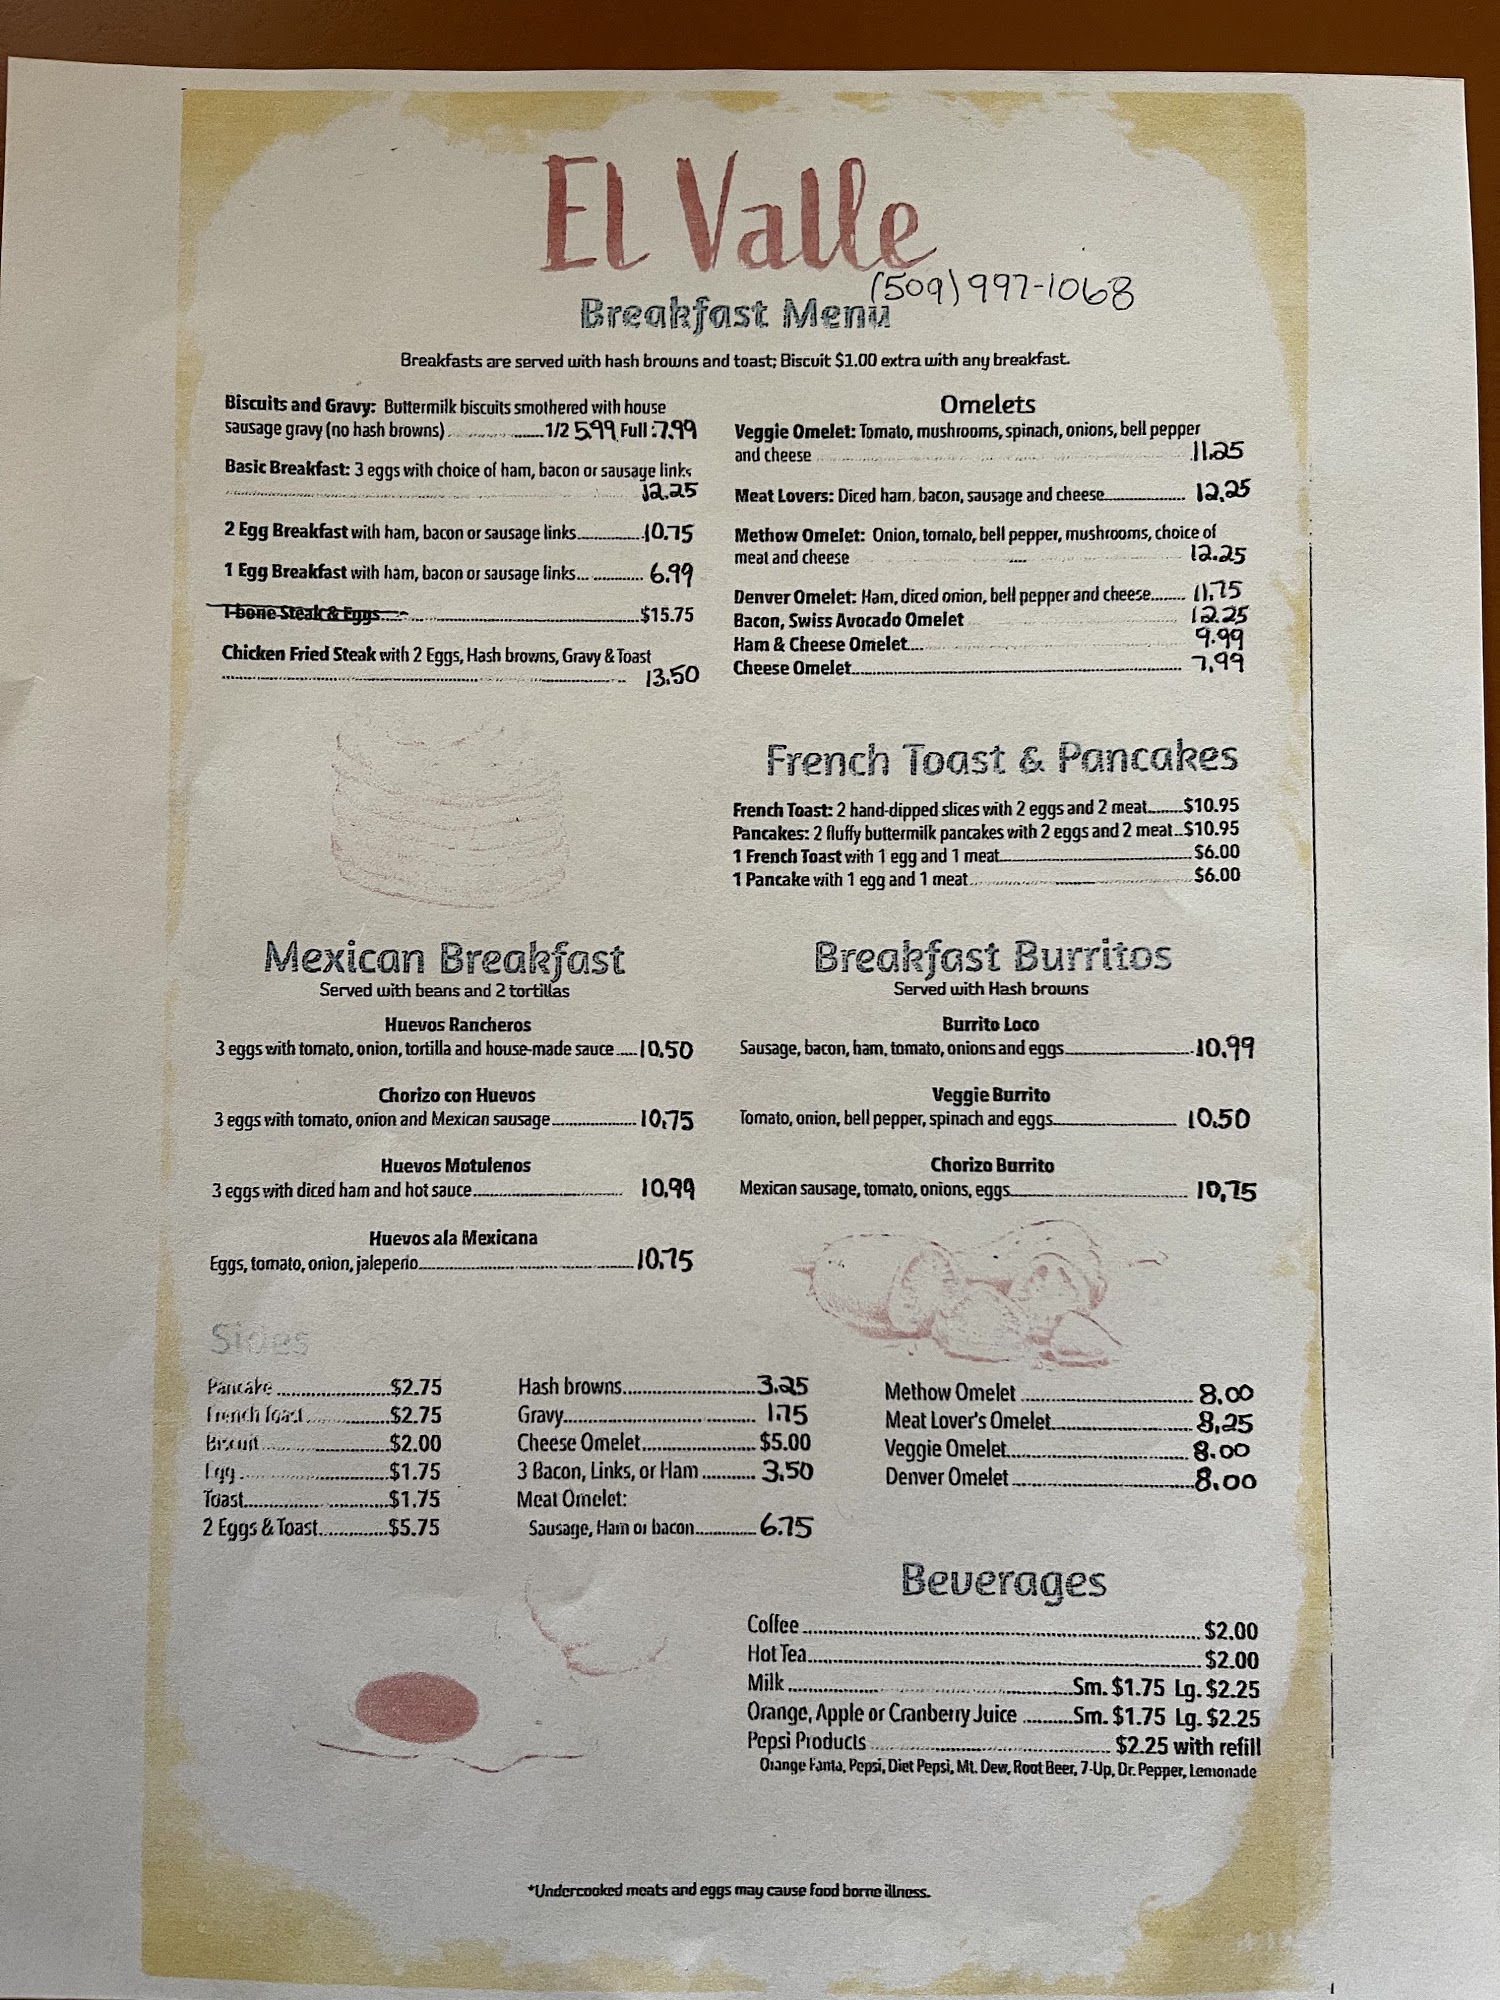 El Valle
(509) 997-1068
Breakfast Menu
Breakfasts are served with hash browns and toast; Biscuit $1.00 extra with any breakfast.
Biscuits and Gravy: Buttermilk biscuits smothered with house
sausage gravy (no hash browns) 1/2 5.99 Full: 7.99
Basic Breakfast: 3 eggs with choice of ham, bacon or sausage links
12.25
2 Egg Breakfast with ham, bacon or sausage links 10.75
1 Egg Breakfast with ham, bacon or sausage links 6.99
T-bone Steak & Eggs $15.75
Chicken Fried Steak with 2 Eggs, Hash browns, Gravy & Toast
13.50
Omelets
Veggie Omelet: Tomato, mushrooms, spinach, onions, bell pepper
and cheese 11.25
Meat Lovers: Diced ham, bacon, sausage and cheese 12.25
Methow Omelet: Onion, tomato, bell pepper, mushrooms, choice of
meat and cheese 12.25
Denver Omelet: Ham, diced onion, bell pepper and cheese 11.75
Bacon, Swiss Avocado Omelet 12.25
Ham & Cheese Omelet 9.99
Cheese Omelet 7.99
French Toast & Pancakes
French Toast: 2 hand-dipped slices with 2 eggs and 2 meat $10.95
Pancakes: 2 fluffy buttermilk pancakes with 2 eggs and 2 meat $10.95
1 French Toast with 1 egg and 1 meat $6.00
1 Pancake with 1 egg and 1 meat $6.00
Mexican Breakfast
Served with beans and 2 tortillas
Huevos Rancheros
3 eggs with tomato, onion, tortilla and house-made sauce 10.50
Chorizo con Huevos
3 eggs with tomato, onion and Mexican sausage 10.75
Huevos Motulenos
3 eggs with diced ham and hot sauce 10.99
Huevos ala Mexicana
Eggs, tomato, onion, jalepeño 10.75
Breakfast Burritos
Served with Hash browns
Burrito Loco
Sausage, bacon, ham, tomato, onions and eggs 10.99
Veggie Burrito
Tomato, onion, bell pepper, spinach and eggs 10.50
Chorizo Burrito
Mexican sausage, tomato, onions, eggs 10.75
Sides
Pancake $2.75
French Toast $2.75
Biscuit $2.00
Egg $1.75
Toast $1.75
2 Eggs & Toast $5.75
Hash browns 3.25
Gravy 1.75
Cheese Omelet $5.00
3 Bacon, Links, or Ham 3.50
Meat Omelet:
Sausage, Ham or bacon 6.75
Methow Omelet 8.00
Meat Lover's Omelet 8.25
Veggie Omelet 8.00
Denver Omelet 8.00
Beverages
Coffee $2.00
Hot Tea $2.00
Milk Sm. $1.75 Lg. $2.25
Orange, Apple or Cranberry Juice Sm. $1.75 Lg. $2.25
Pepsi Products $2.25 with refill
Orange Fanta, Pepsi, Diet Pepsi, Mt. Dew, Root Beer, 7-Up, Dr. Pepper, Lemonade
*Undercooked meats and eggs may cause food borne illness.